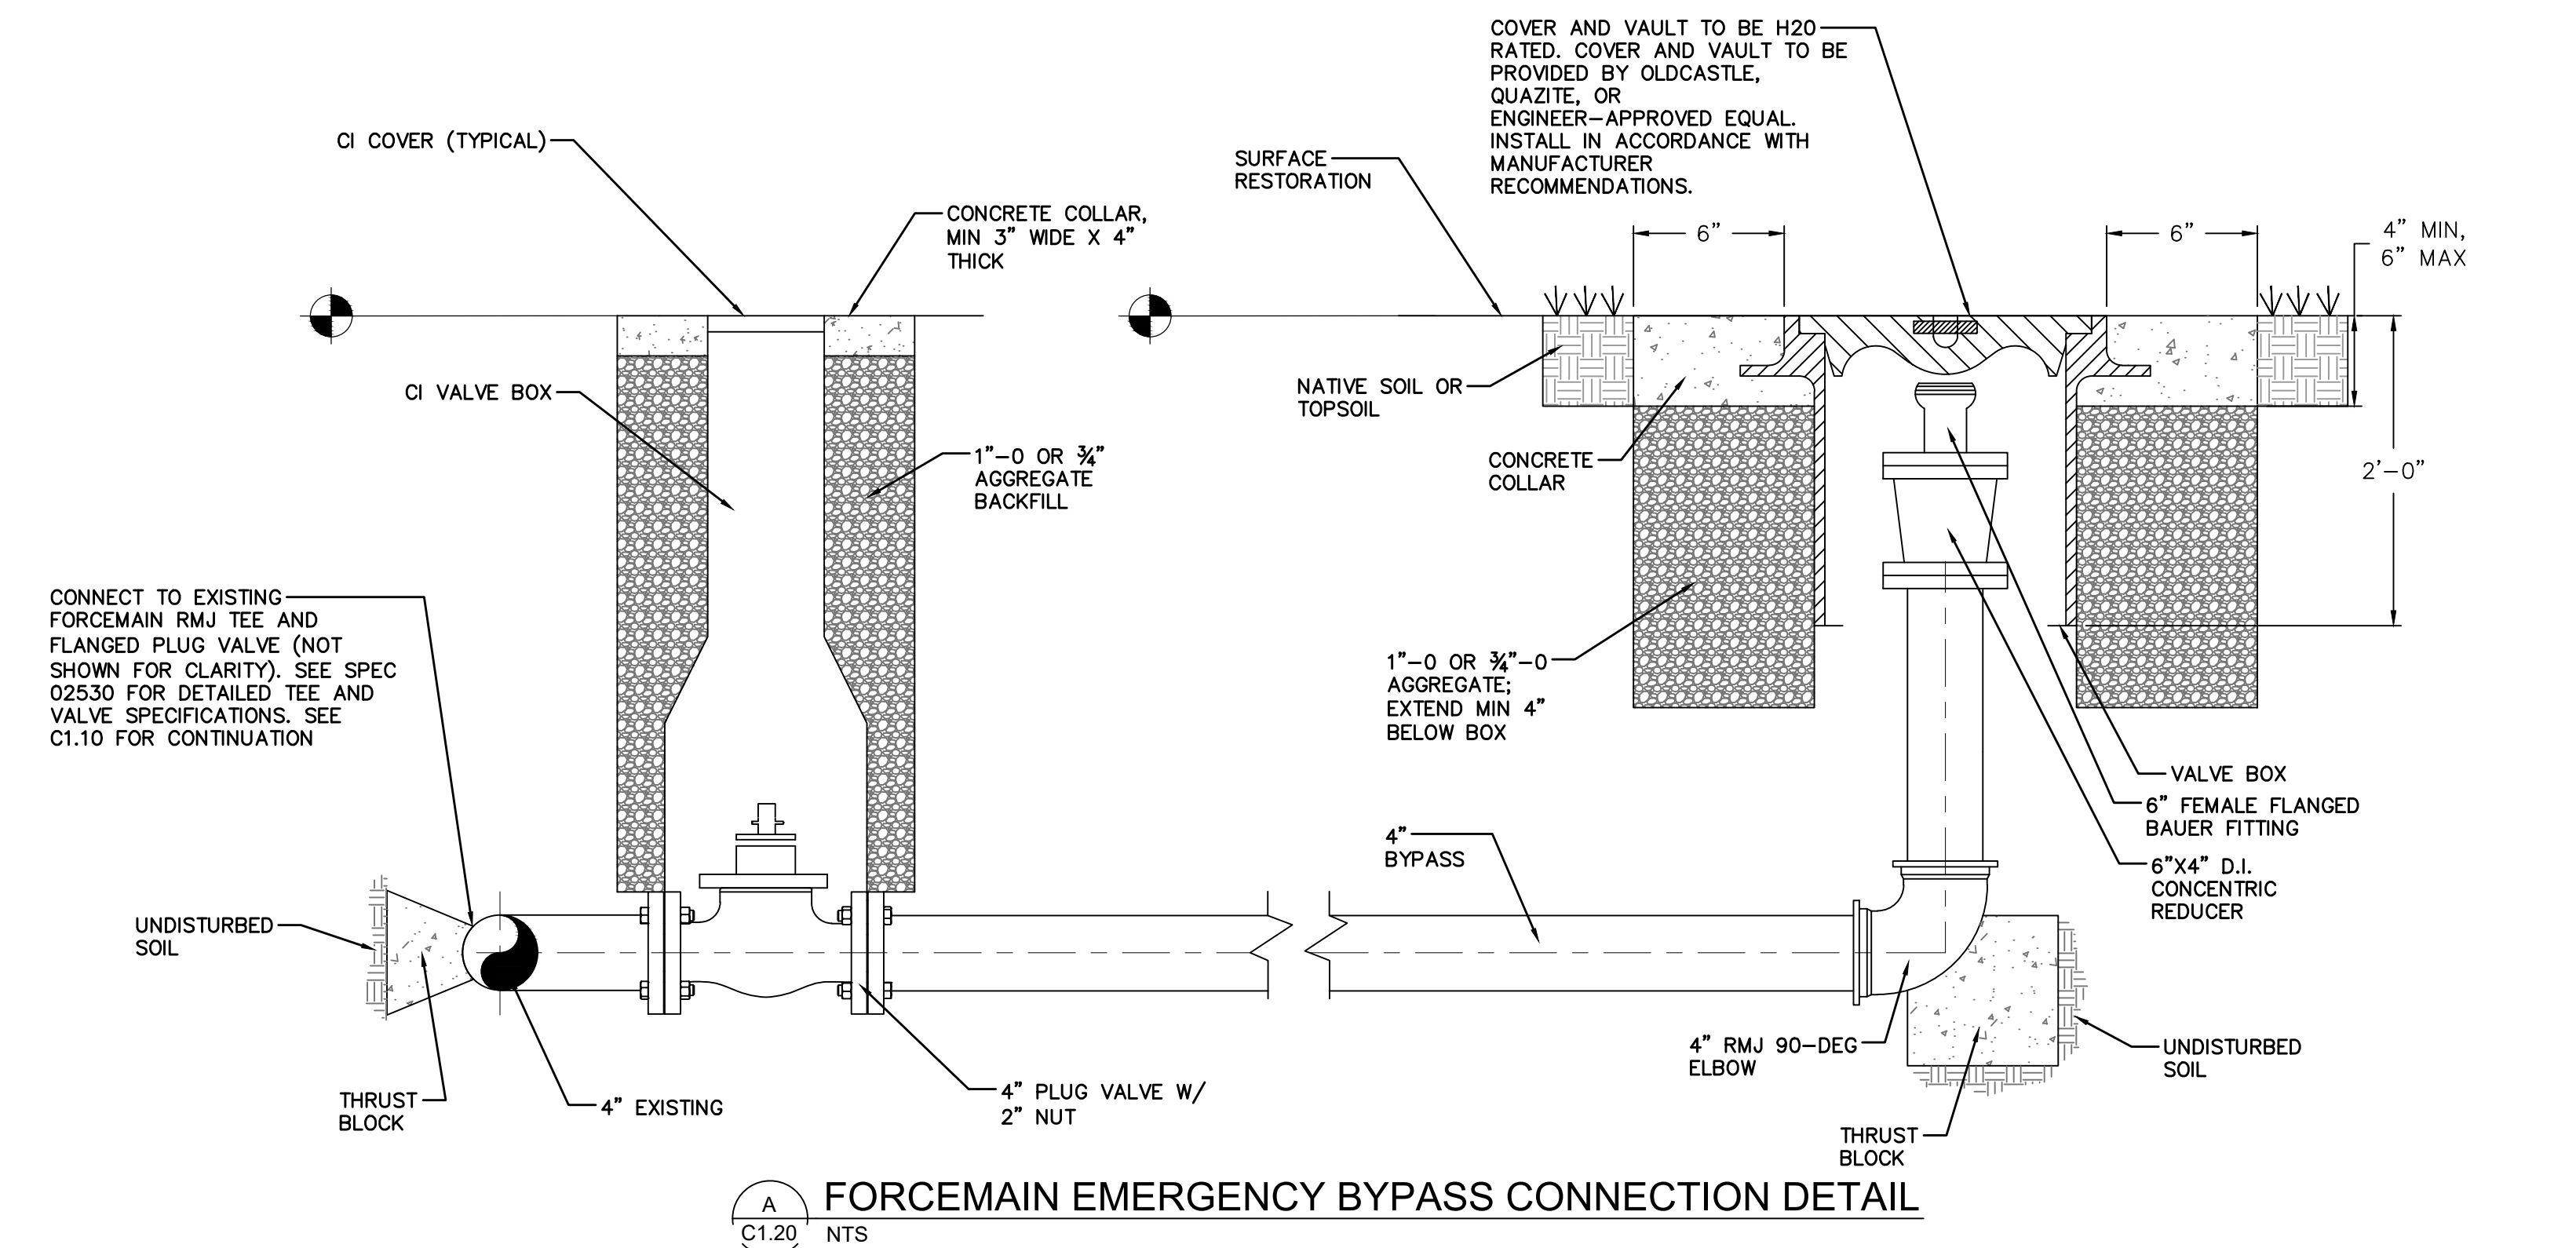 COVER AND VAULT TO BE H20
RATED. COVER AND VAULT TO BE
PROVIDED BY OLDCASTLE,
QUAZITE, OR
ENGINEER-APPROVED EQUAL.
INSTALL IN ACCORDANCE WITH
MANUFACTURER
RECOMMENDATIONS.
CI COVER (TYPICAL)
SURFACE
RESTORATION
CONCRETE COLLAR,
MIN 3" WIDE X 4"
THICK
6"
6"
4" MIN,
6" MAX
CI VALVE BOX
NATIVE SOIL OR
TOPSOIL
1"-0 OR ¾"
AGGREGATE
BACKFILL
CONCRETE
COLLAR
2'-0"
CONNECT TO EXISTING
FORCEMAIN RMJ TEE AND
FLANGED PLUG VALVE (NOT
SHOWN FOR CLARITY). SEE SPEC
02530 FOR DETAILED TEE AND
VALVE SPECIFICATIONS. SEE
C1.10 FOR CONTINUATION
1"-0 OR ¾"-0
AGGREGATE;
EXTEND MIN 4"
BELOW BOX
VALVE BOX
6" FEMALE FLANGED
BAUER FITTING
4"
BYPASS
6"X4" D.I.
CONCENTRIC
REDUCER
UNDISTURBED
SOIL
4" RMJ 90-DEG
ELBOW
UNDISTURBED
SOIL
THRUST
BLOCK
4" EXISTING
4" PLUG VALVE W/
2" NUT
THRUST
BLOCK
A
C1.20
FORCEMAIN EMERGENCY BYPASS CONNECTION DETAIL
NTS